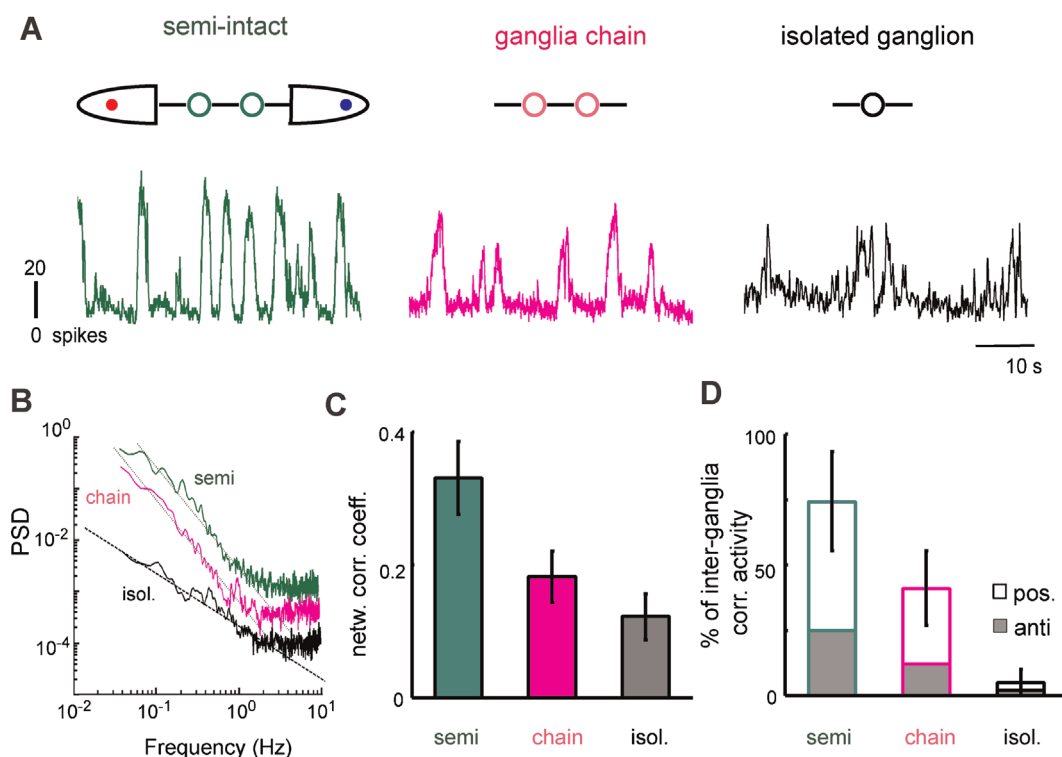 A
semi-intact
ganglia chain
isolated ganglion
20
0 spikes
10 s
B
PSD
10^0
10^-2
10^-4
semi
chain
isol.
10^-2
10^-1
10^0
10^1
Frequency (Hz)
C
netw. corr. coeff.
0.4
0.2
0
semi
chain
isol.
D
% of inter-ganglia
corr. activity
100
50
0
pos.
anti
semi
chain
isol.